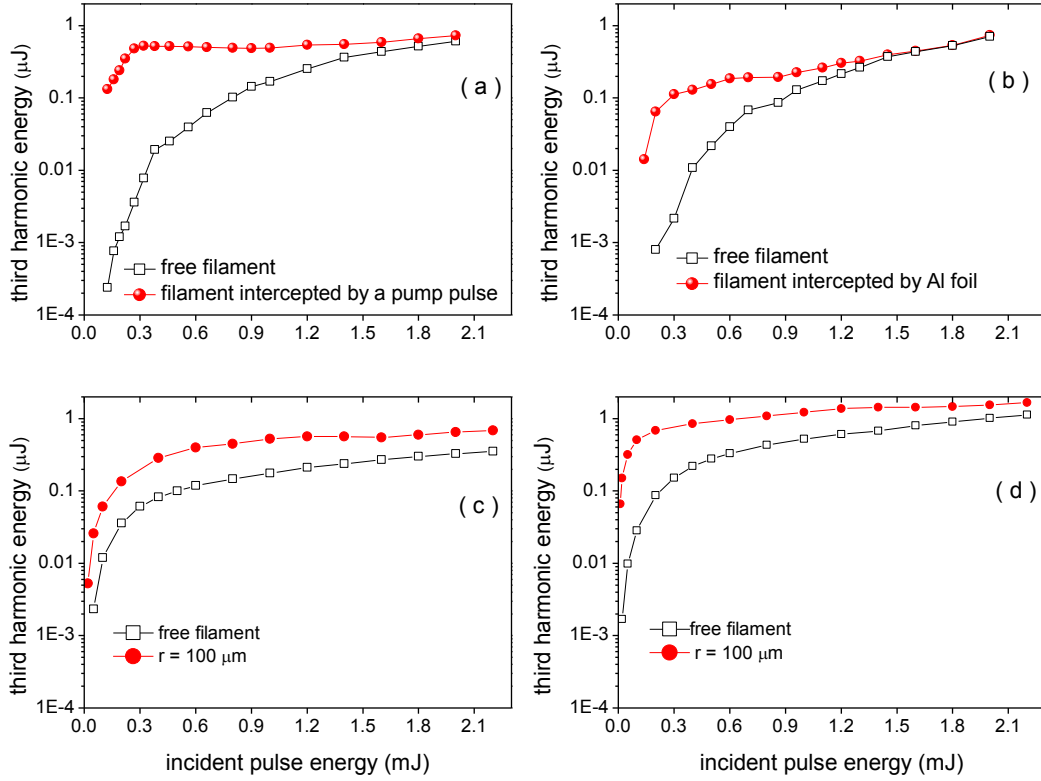 third harmonic energy (μJ)
1
0.1
0.01
1E-3
1E-4
( a )
free filament
filament intercepted by a pump pulse
0.0 0.3 0.6 0.9 1.2 1.5 1.8 2.1
third harmonic energy (μJ)
1
0.1
0.01
1E-3
1E-4
( b )
free filament
filament intercepted by Al foil
0.0 0.3 0.6 0.9 1.2 1.5 1.8 2.1
third harmonic energy (μJ)
1
0.1
0.01
1E-3
1E-4
( c )
free filament
r = 100 μm
0.0 0.3 0.6 0.9 1.2 1.5 1.8 2.1
incident pulse energy (mJ)
third harmonic energy (μJ)
1
0.1
0.01
1E-3
1E-4
( d )
free filament
r = 100 μm
0.0 0.3 0.6 0.9 1.2 1.5 1.8 2.1
incident pulse energy (mJ)